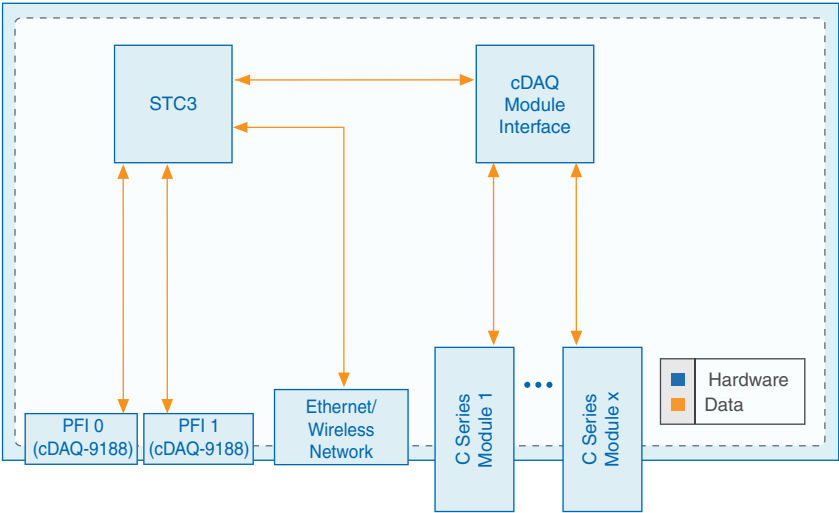 STC3
cDAQ
Module
Interface
PFI 0
(cDAQ-9188)
PFI 1
(cDAQ-9188)
Ethernet/
Wireless
Network
C Series
Module 1
C Series
Module x
Hardware
Data